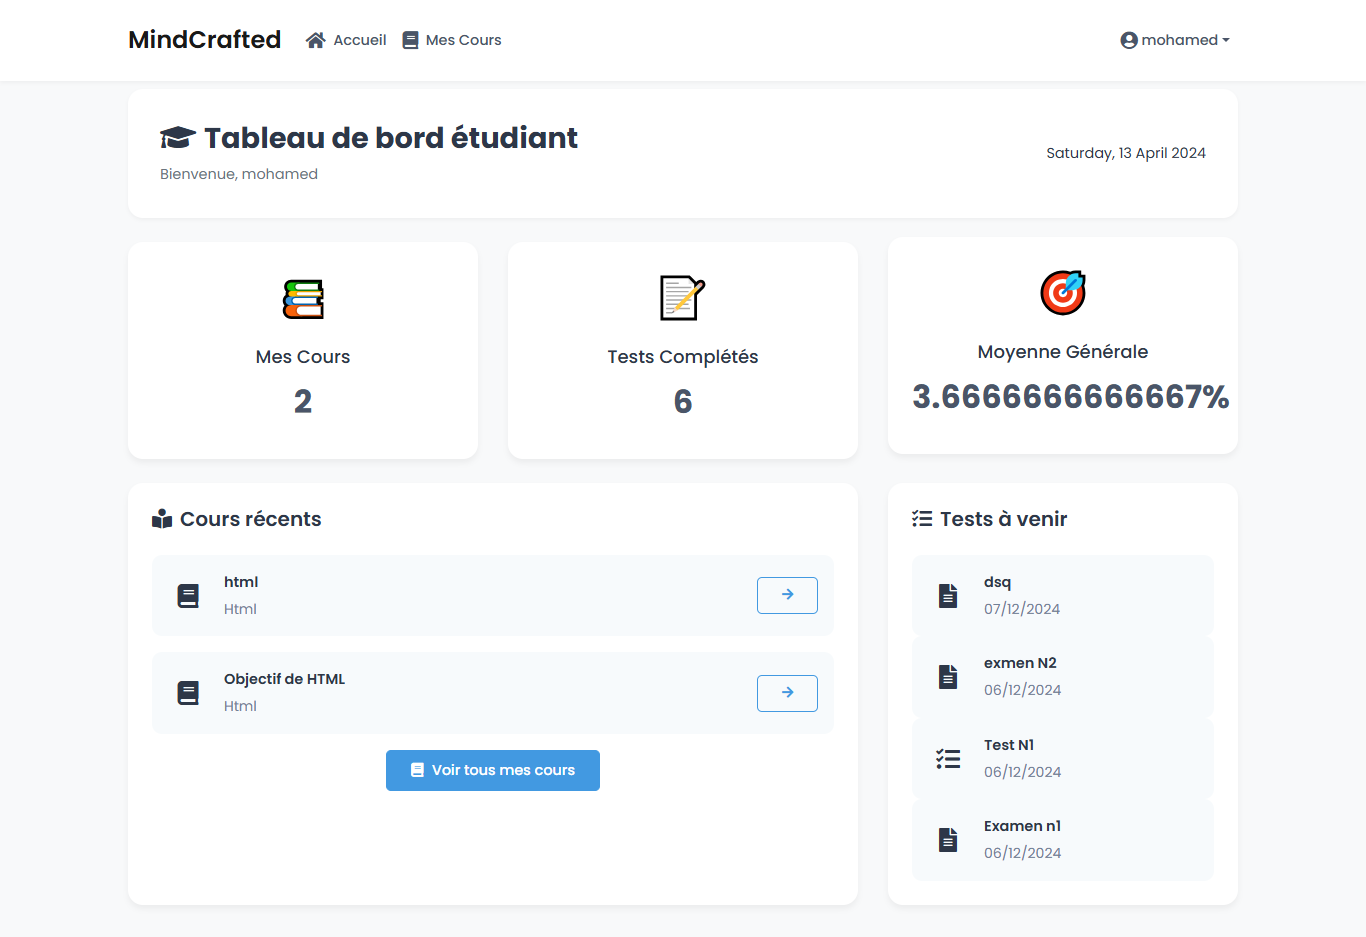 MindCrafted
Accueil
Mes Cours
mohamed
Tableau de bord étudiant
Bienvenue, mohamed
Saturday, 13 April 2024
Mes Cours
2
Tests Complétés
6
Moyenne Générale
3.6666666666667%
Cours récents
html
Html
Objectif de HTML
Html
Voir tous mes cours
Tests à venir
dsq
07/12/2024
exmen N2
06/12/2024
Test N1
06/12/2024
Examen n1
06/12/2024